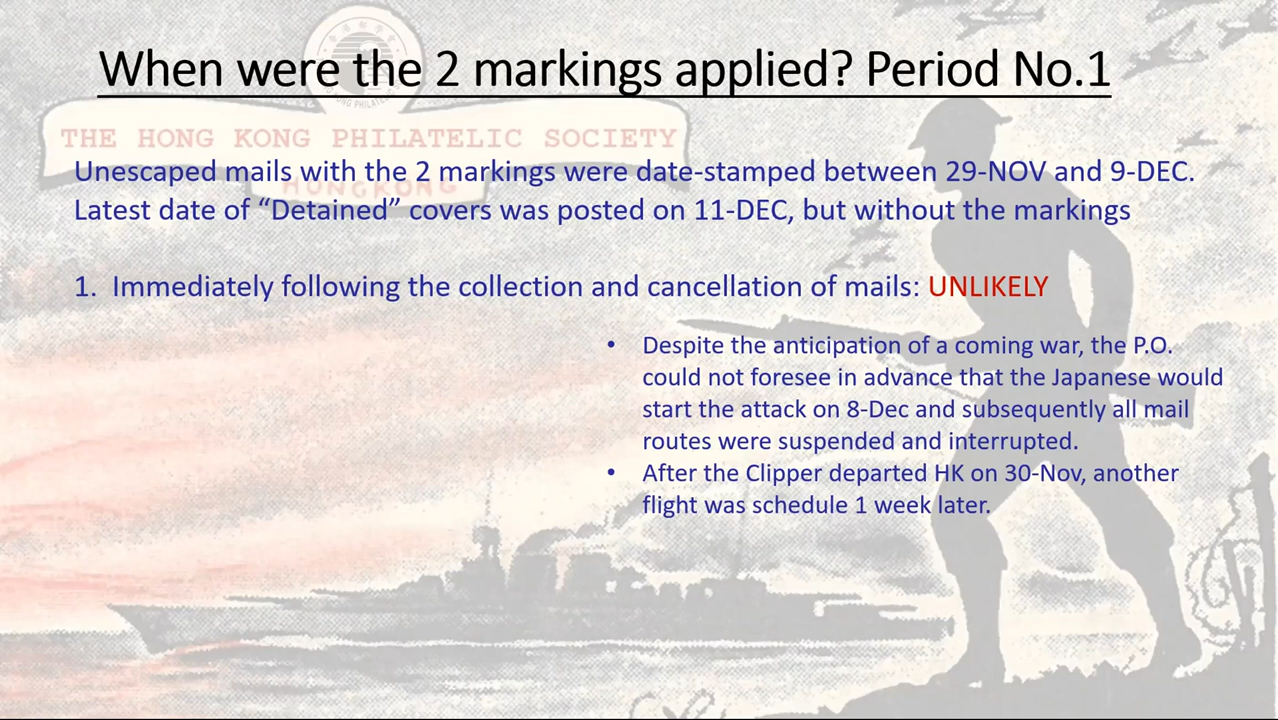 When were the 2 markings applied? Period No.1
THE HONG KONG PHILATELIC SOCIETY
HONGKONG
Unescaped mails with the 2 markings were date-stamped between 29-NOV and 9-DEC.
Latest date of “Detained” covers was posted on 11-DEC, but without the markings
1. Immediately following the collection and cancellation of mails: UNLIKELY
• Despite the anticipation of a coming war, the P.O.
could not foresee in advance that the Japanese would
start the attack on 8-Dec and subsequently all mail
routes were suspended and interrupted.
• After the Clipper departed HK on 30-Nov, another
flight was schedule 1 week later.